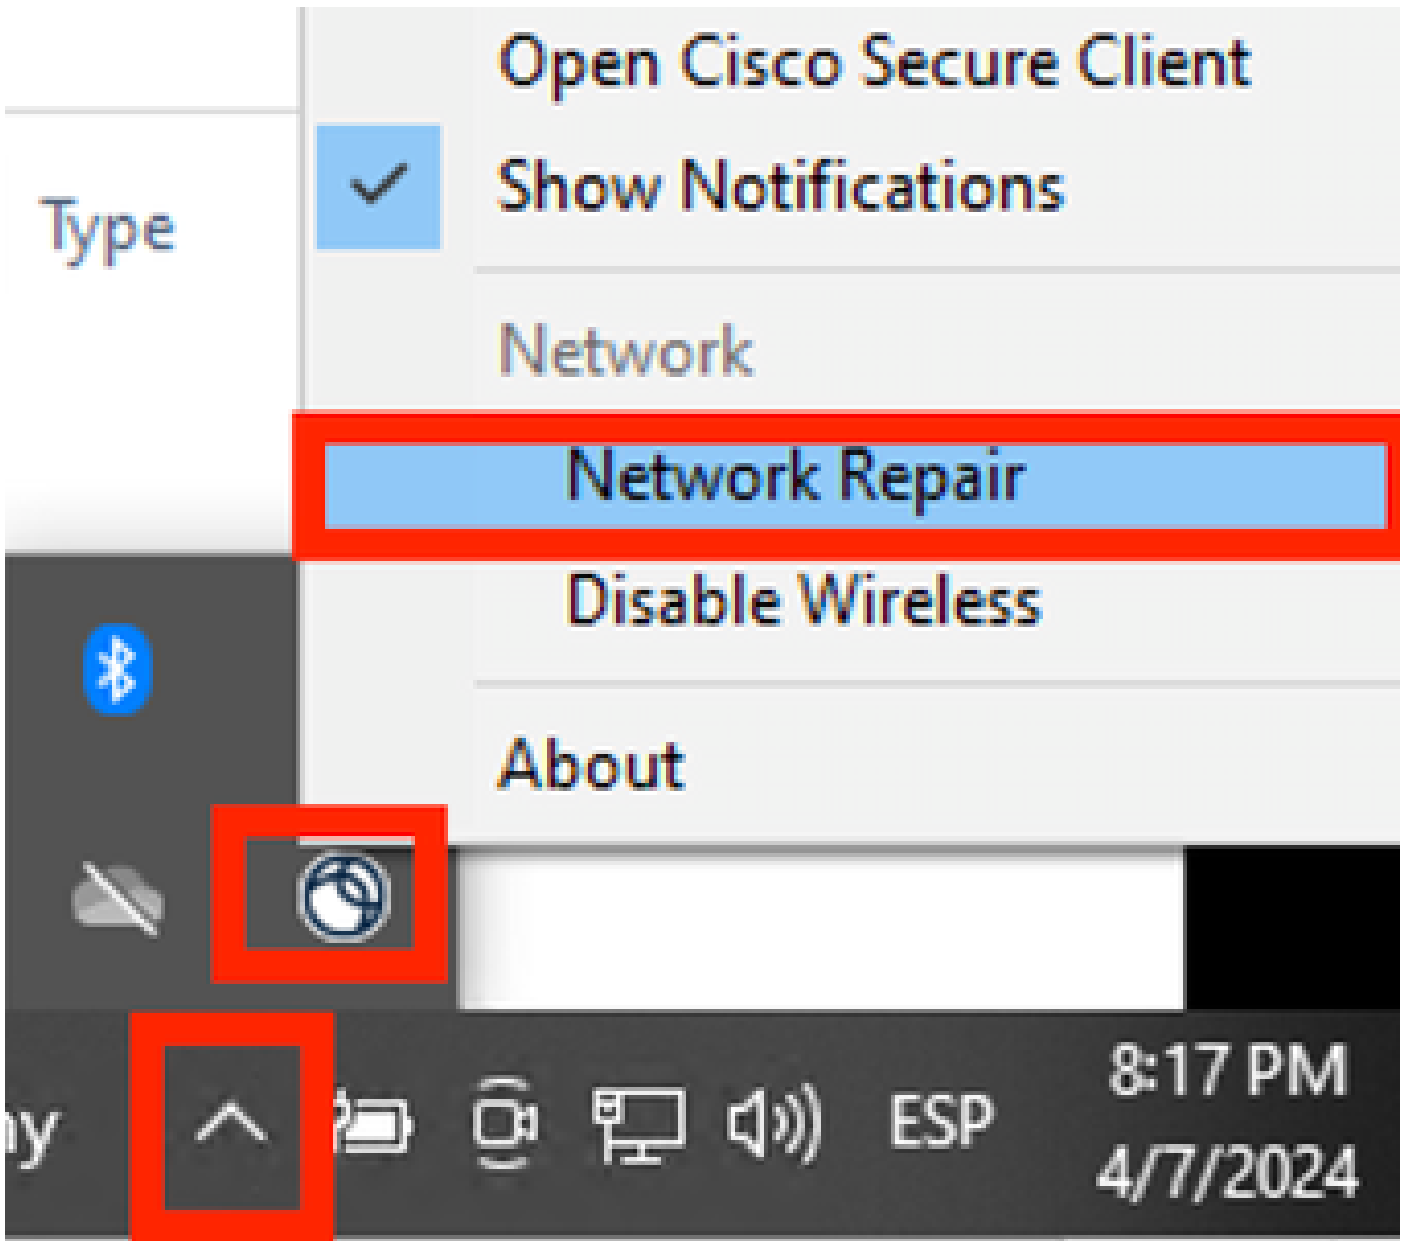 Open Cisco Secure Client
Show Notifications
Type
Network
Network Repair
Disable Wireless
About
ny
ESP
8:17 PM
4/7/2024